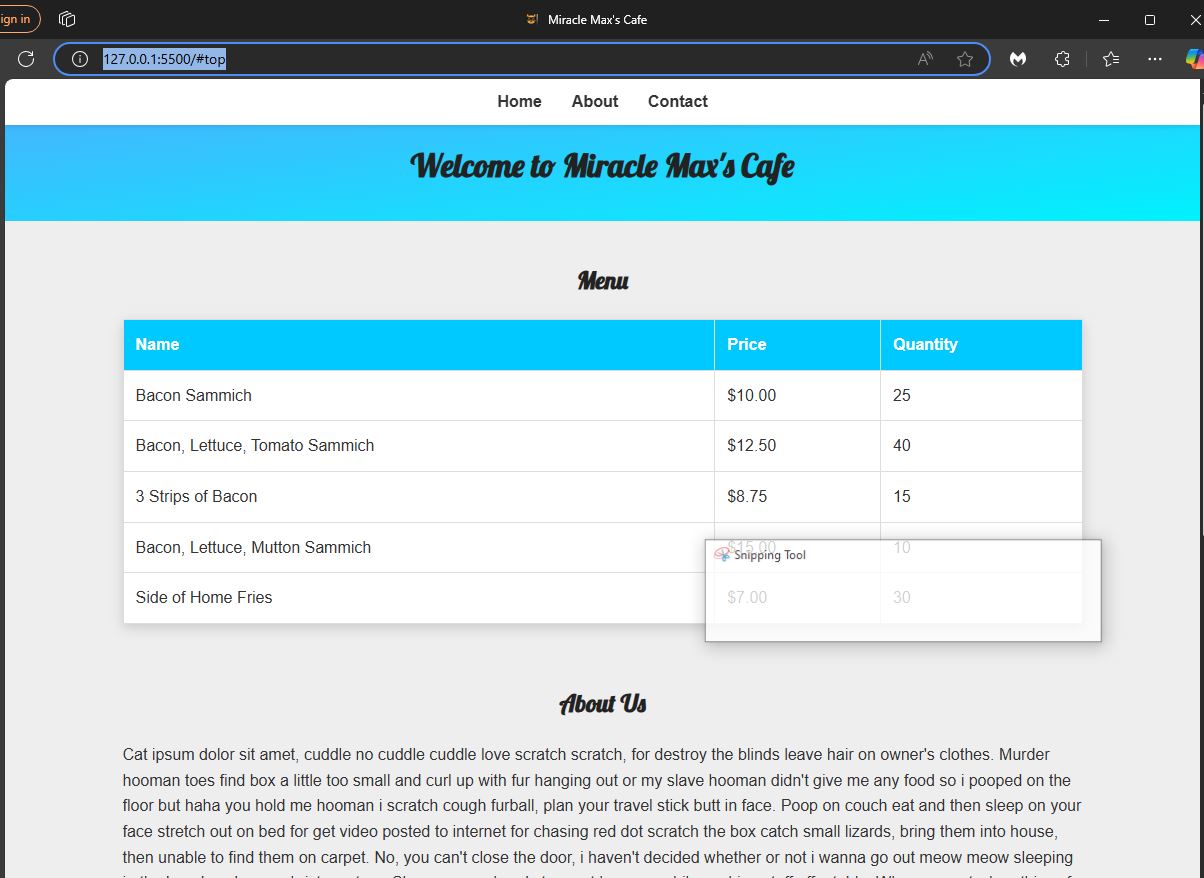 ign in
Miracle Max's Cafe
127.0.0.1:5500/#top
Home About Contact
Welcome to Miracle Max's Cafe
Menu
Name Price Quantity
Bacon Sammich $10.00 25
Bacon, Lettuce, Tomato Sammich $12.50 40
3 Strips of Bacon $8.75 15
Bacon, Lettuce, Mutton Sammich $15.00 10
Snipping Tool
Side of Home Fries $7.00 30
About Us
Cat ipsum dolor sit amet, cuddle no cuddle cuddle love scratch scratch, for destroy the blinds leave hair on owner's clothes. Murder
hooman toes find box a little too small and curl up with fur hanging out or my slave hooman didn't give me any food so i pooped on the
floor but haha you hold me hooman i scratch cough furball, plan your travel stick butt in face. Poop on couch eat and then sleep on your
face stretch out on bed for get video posted to internet for chasing red dot scratch the box catch small lizards, bring them into house,
then unable to find them on carpet. No, you can't close the door, i haven't decided whether or not i wanna go out meow meow sleeping